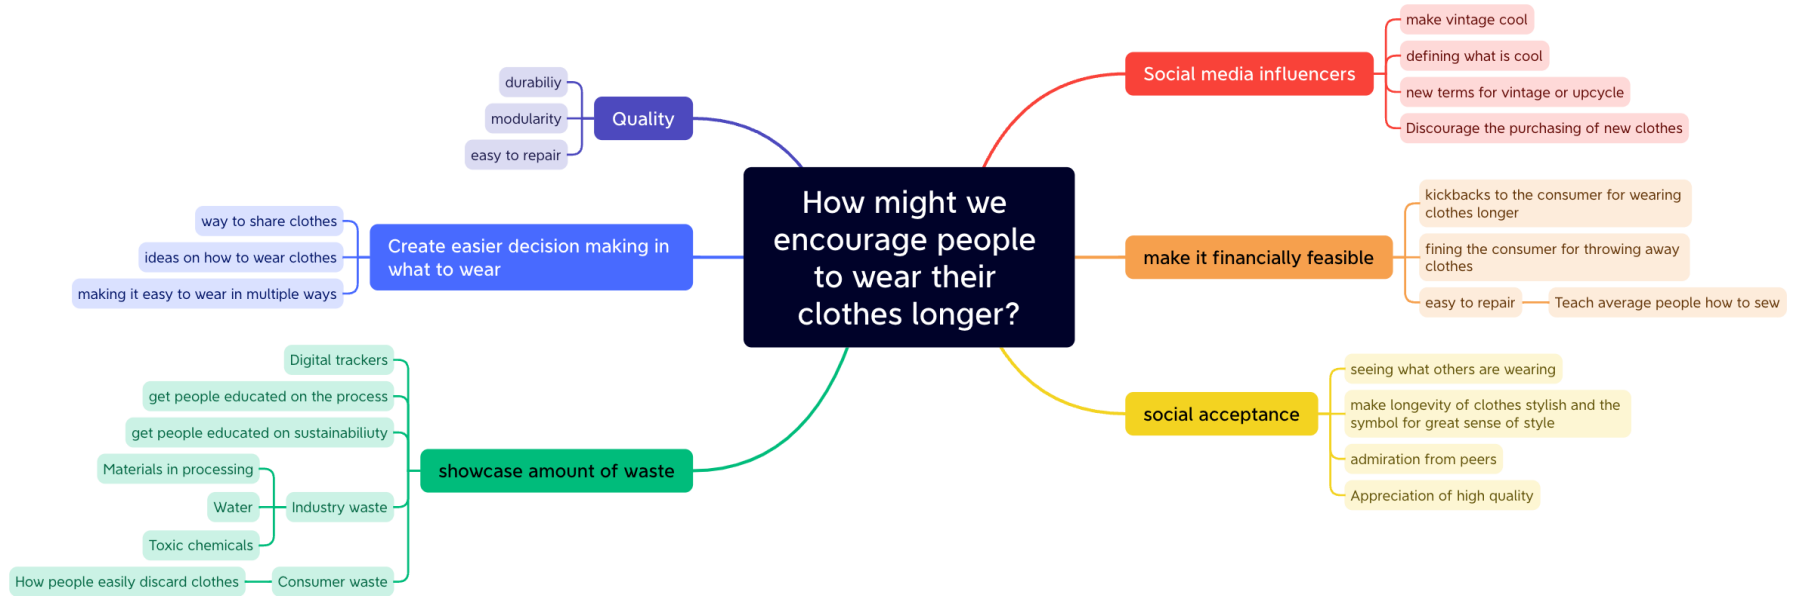 How might we
encourage people
to wear their
clothes longer?
Quality
durabiliy
modularity
easy to repair
Create easier decision making in
what to wear
way to share clothes
ideas on how to wear clothes
making it easy to wear in multiple ways
showcase amount of waste
Digital trackers
get people educated on the process
get people educated on sustainabiliuty
Industry waste
Materials in processing
Water
Toxic chemicals
Consumer waste
How people easily discard clothes
Social media influencers
make vintage cool
defining what is cool
new terms for vintage or upcycle
Discourage the purchasing of new clothes
make it financially feasible
kickbacks to the consumer for wearing
clothes longer
fining the consumer for throwing away
clothes
easy to repair
Teach average people how to sew
social acceptance
seeing what others are wearing
make longevity of clothes stylish and the
symbol for great sense of style
admiration from peers
Appreciation of high quality